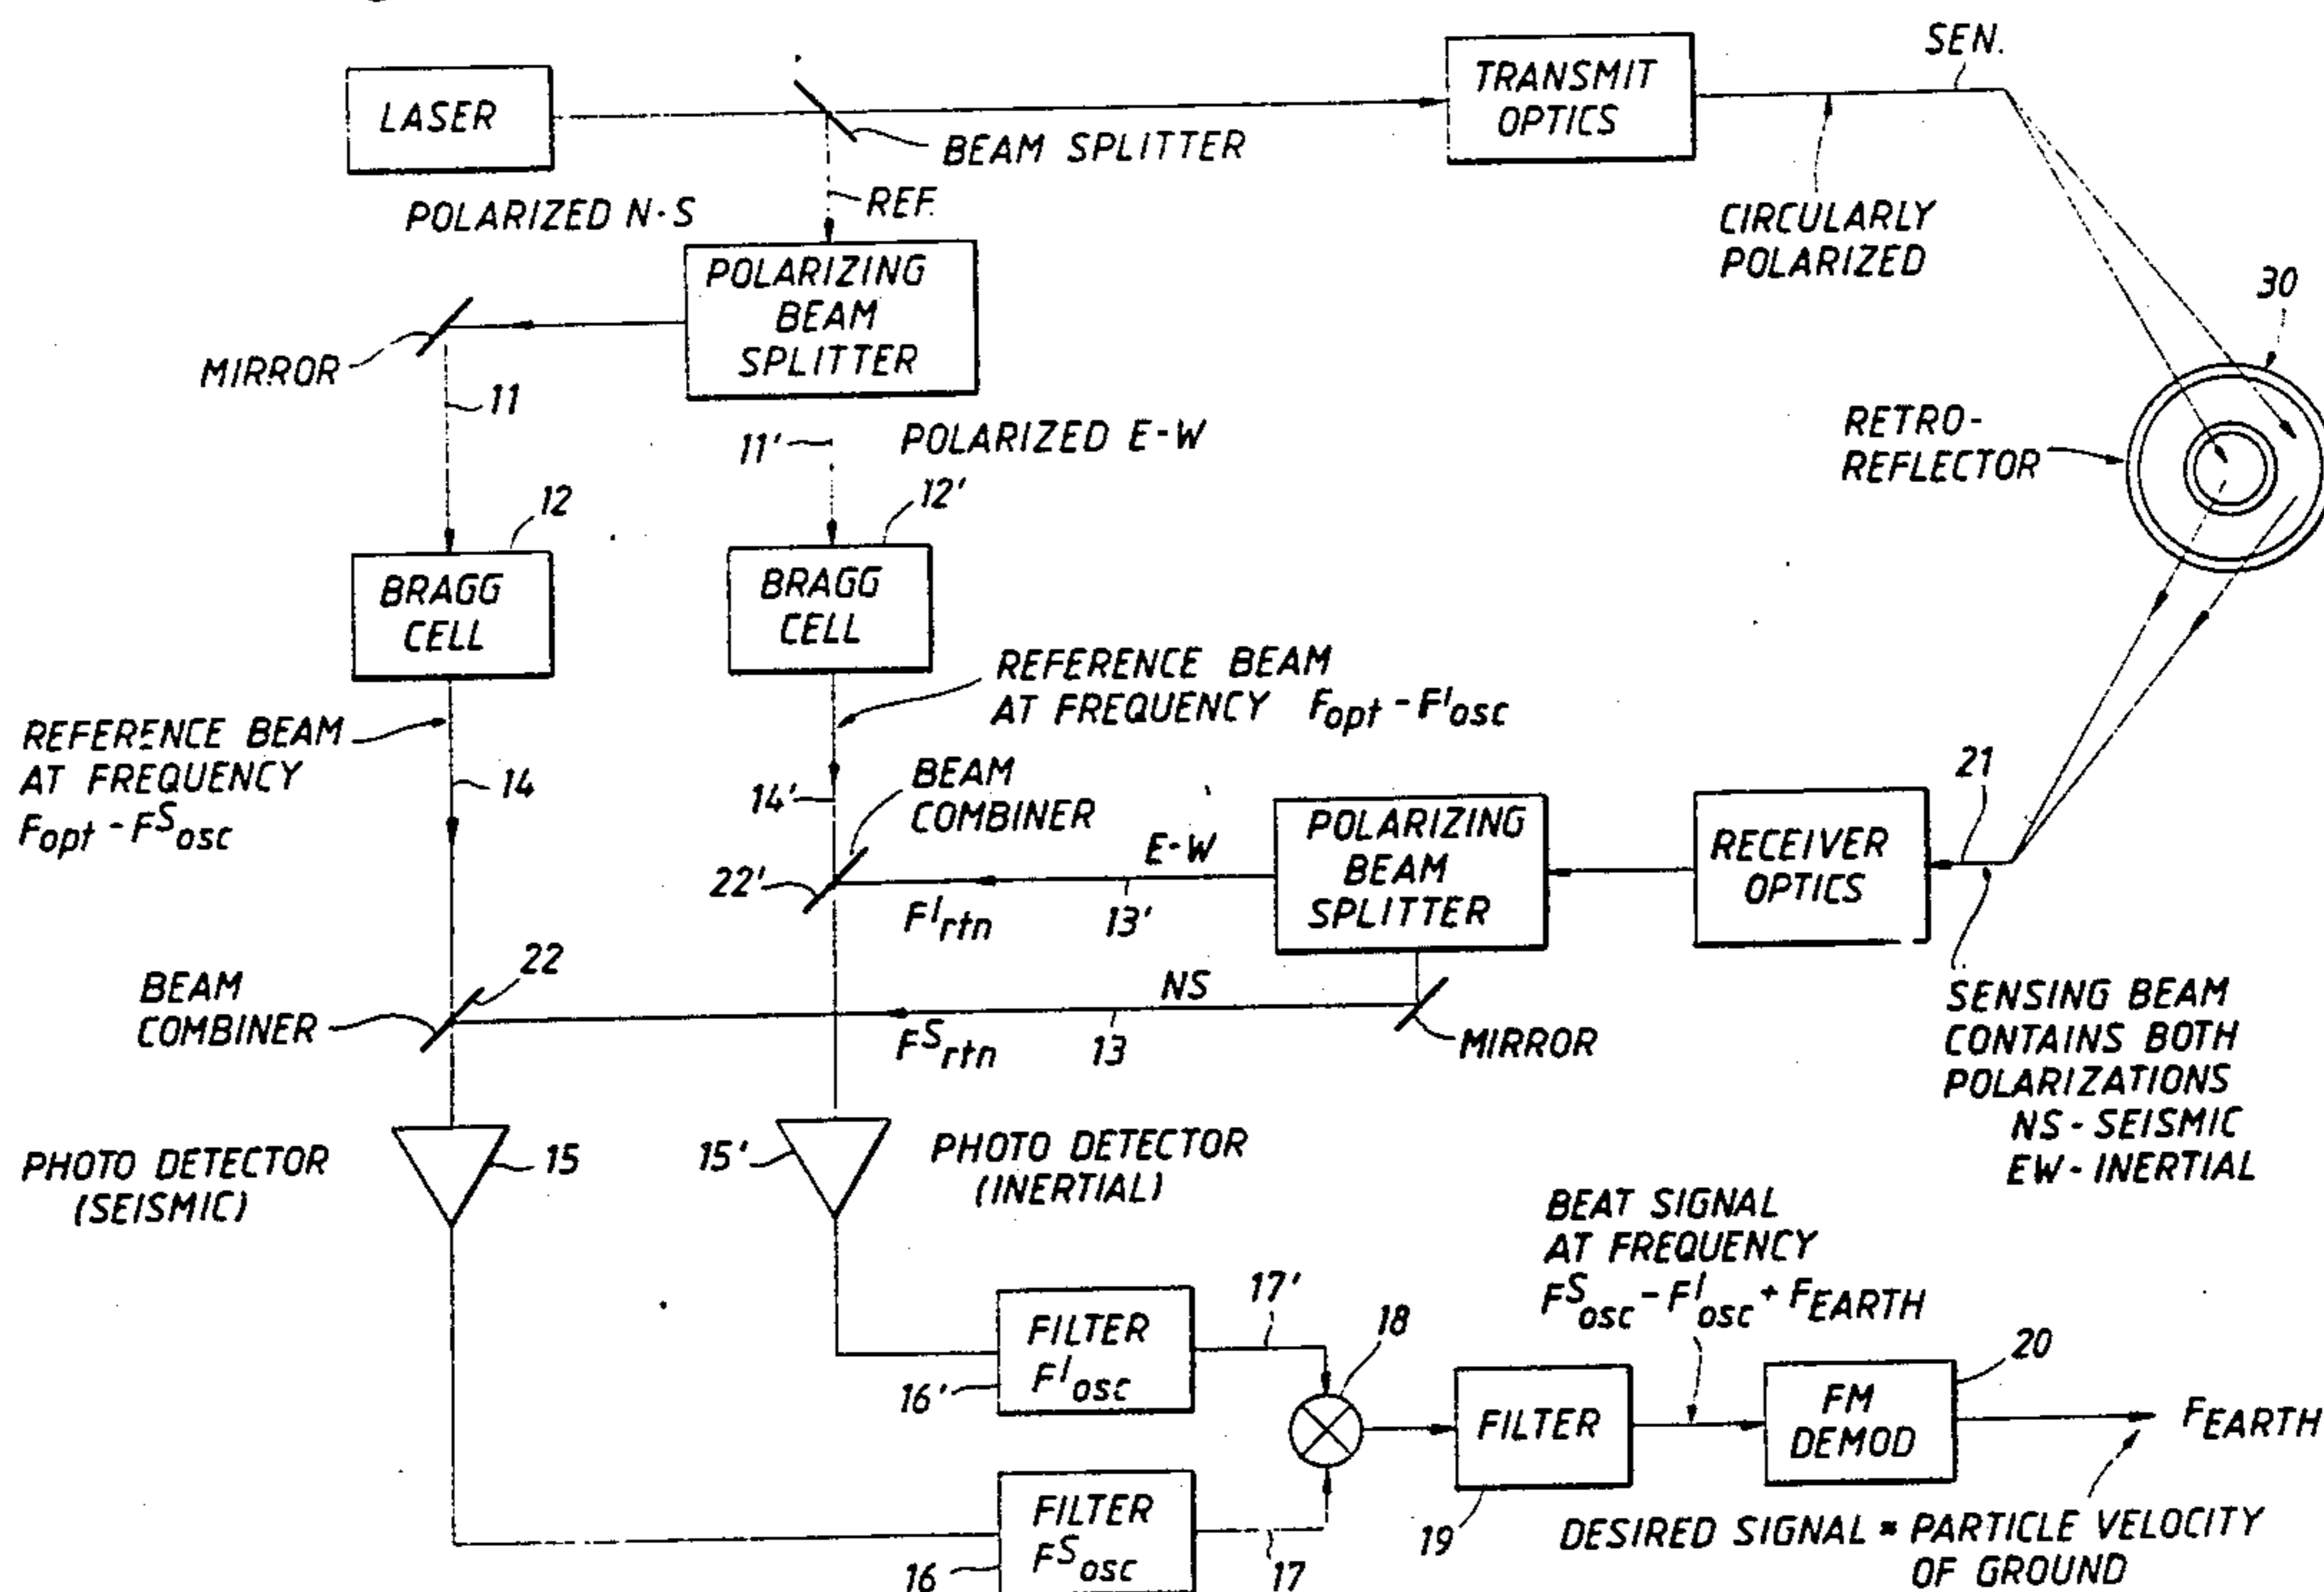 LASER
BEAM SPLITTER
TRANSMIT
OPTICS
SEN.
CIRCULARLY
POLARIZED
POLARIZED N-S
REF.
POLARIZING
BEAM
SPLITTER
MIRROR
11
30
RETRO-
REFLECTOR
11'
POLARIZED E-W
12
12'
BRAGG
CELL
BRAGG
CELL
REFERENCE BEAM
AT FREQUENCY Fopt - F'osc
REFERENCE BEAM
AT FREQUENCY
Fopt - FSosc
14
14'
BEAM
COMBINER
22'
E-W
F'rtn
13'
POLARIZING
BEAM
SPLITTER
RECEIVER
OPTICS
21
BEAM
COMBINER
22
NS
FSrtn
13
MIRROR
SENSING BEAM
CONTAINS BOTH
POLARIZATIONS
NS - SEISMIC
EW - INERTIAL
PHOTO DETECTOR
(SEISMIC)
15
15'
PHOTO DETECTOR
(INERTIAL)
BEAT SIGNAL
AT FREQUENCY
FSosc - F'osc + FEARTH
FILTER
F'osc
16'
17'
18
FILTER
19
FM
DEMOD
20
FEARTH
FILTER
FSosc
16
17
DESIRED SIGNAL = PARTICLE VELOCITY
OF GROUND